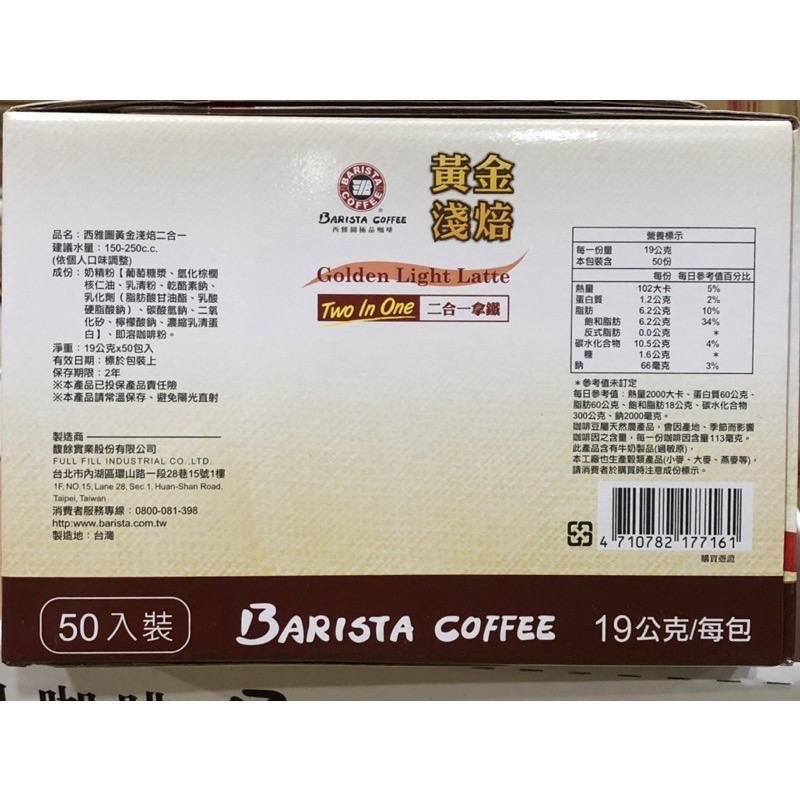 BARISTA COFFEE
BARISTA COFFEE
西雅圖極品咖啡
黃金
淺焙
Golden Light Latte
Two In One 二合一拿鐵
品名：西雅圖黃金淺焙二合一
建議水量：150-250c.c.
(依個人口味調整)
成份：奶精粉【葡萄糖漿、氫化棕櫚
核仁油、乳清粉、乾酪素鈉、
乳化劑（脂肪酸甘油酯、乳酸
硬脂酸鈉）、碳酸氫鈉、二氧
化矽、檸檬酸鈉、濃縮乳清蛋
白】、即溶咖啡粉。
淨重：19公克x50包入
有效日期：標於包裝上
保存期限：2年
※本產品已投保產品責任險
※本產品請常溫保存、避免陽光直射
製造商
馥餘實業股份有限公司
FULL FILL INDUSTRIAL CO.,LTD.
台北市內湖區環山路一段28巷15號1樓
1F, NO.15, Lane 28, Sec.1, Huan-Shan Road,
Taipei, Taiwan
消費者服務專線：0800-081-398
http:www.barista.com.tw
製造地：台灣
營養標示
每一份量 19公克
本包裝含 50份
每份 每日參考值百分比
熱量 102大卡 5%
蛋白質 1.2公克 2%
脂肪 6.2公克 10%
飽和脂肪 6.2公克 34%
反式脂肪 0.0公克 *
碳水化合物 10.5公克 4%
糖 1.6公克 *
鈉 66毫克 3%
＊參考值未訂定
每日參考值：熱量2000大卡、蛋白質60公克、
脂肪60公克、飽和脂肪18公克、碳水化合物
300公克、鈉2000毫克。
咖啡豆屬天然農產品，會因產地、季節而影響
咖啡因之含量，每一份咖啡因含量113毫克。
此產品含有牛奶製品(過敏原)，
本工廠也生產穀類產品(小麥、大麥、燕麥等)，
請消費者於購買時注意成份標示。
4 710782 177161
購買憑證
50入裝 BARISTA COFFEE 19公克/每包